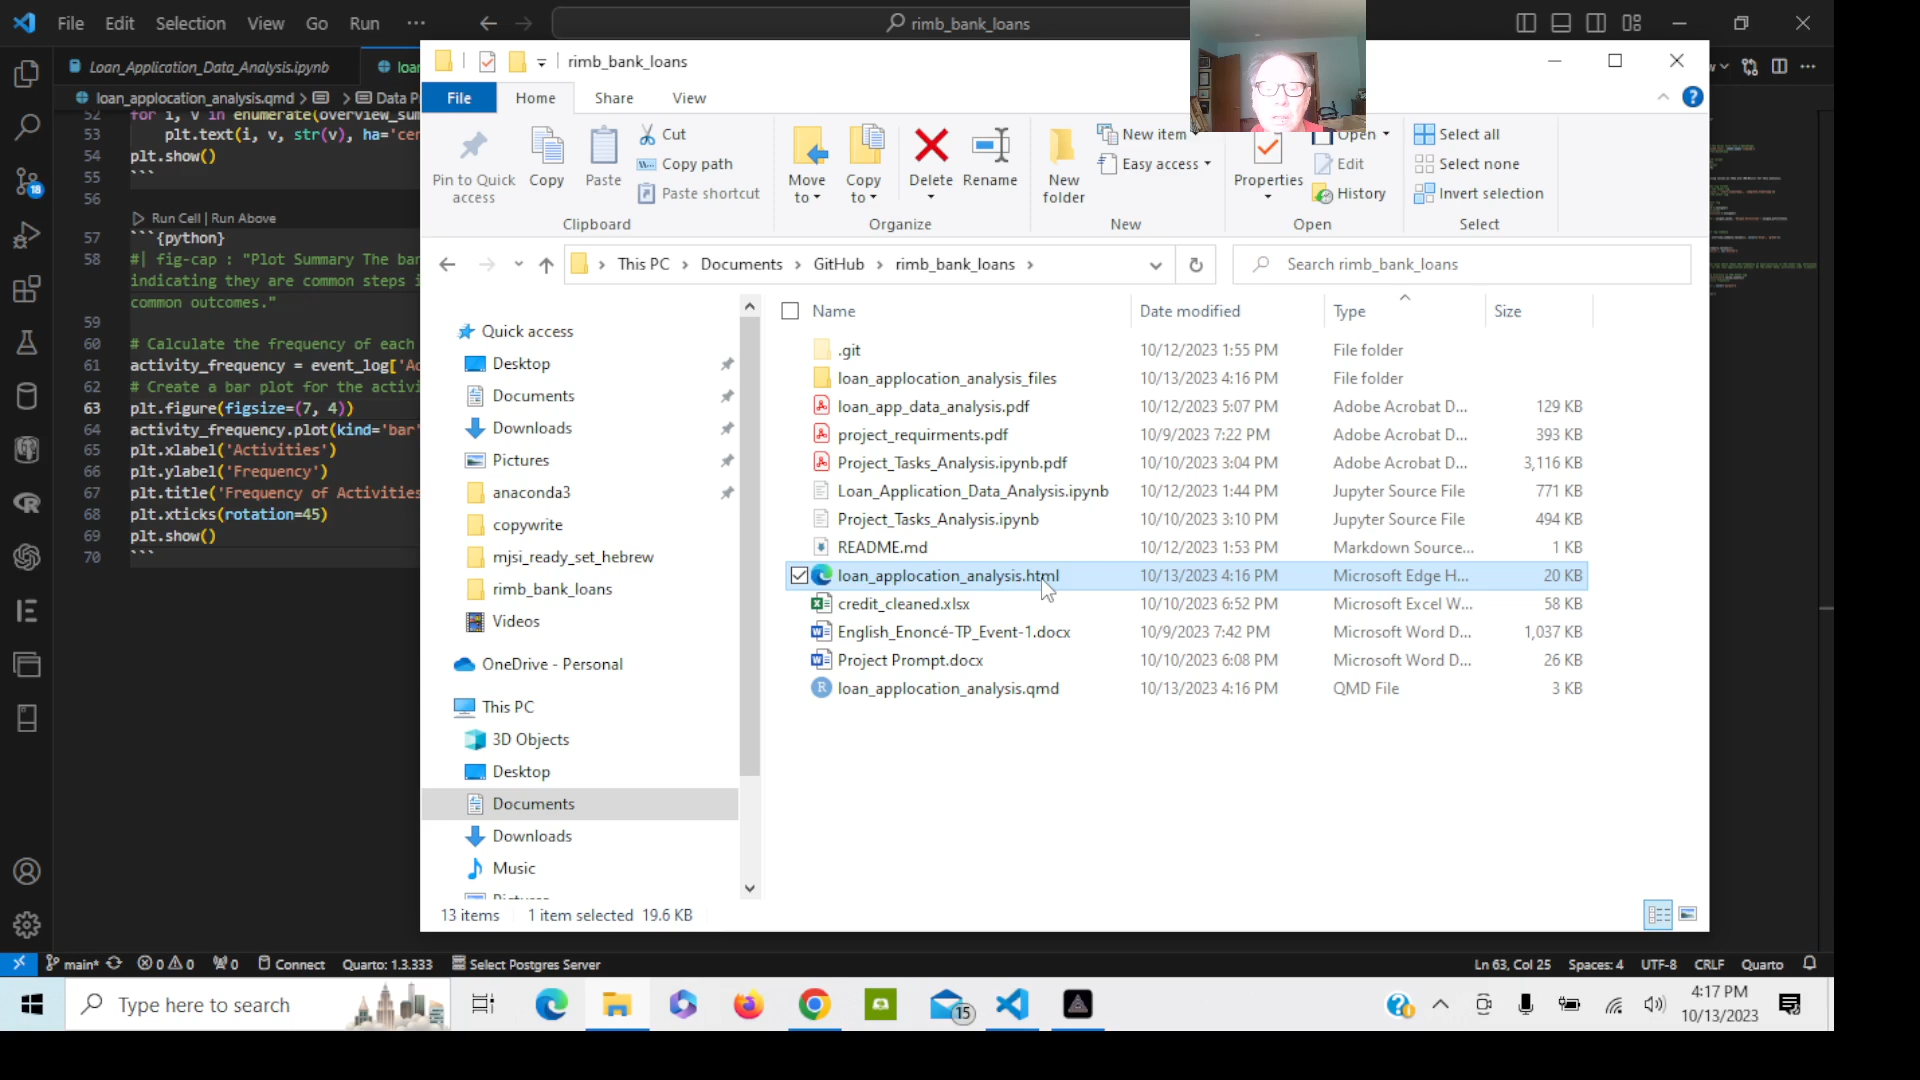 File Edit Selection View Go Run ···
rimb_bank_loans
Loan_Application_Data_Analysis.ipynb
loan_applocation_analysis.qmd
52 for i, v in enumerate(overview_
53 plt.text(i, v, str(v), ha='cen
54 plt.show()
55 ```
56
Run Cell | Run Above
57 ```{python}
58 #| fig-cap : "Plot Summary The bar
indicating they are common steps i
common outcomes."
59
60 # Calculate the frequency of each
61 activity_frequency = event_log['Ac
62 # Create a bar plot for the activi
63 plt.figure(figsize=(7, 4))
64 activity_frequency.plot(kind='bar'
65 plt.xlabel('Activities')
66 plt.ylabel('Frequency')
67 plt.title('Frequency of Activities
68 plt.xticks(rotation=45)
69 plt.show()
70 ```
18
rimb_bank_loans
File Home Share View
Pin to Quick access
Copy
Paste
Cut
Copy path
Paste shortcut
Clipboard
Move to
Copy to
Delete
Rename
Organize
New folder
New item
Easy access
New
Properties
Open
Edit
History
Open
Select all
Select none
Invert selection
Select
This PC > Documents > GitHub > rimb_bank_loans >
Search rimb_bank_loans
Quick access
Desktop
Documents
Downloads
Pictures
anaconda3
copywrite
mjsi_ready_set_hebrew
rimb_bank_loans
Videos
OneDrive - Personal
This PC
3D Objects
Desktop
Documents
Downloads
Music
Pictures
Name Date modified Type Size
.git 10/12/2023 1:55 PM File folder
loan_applocation_analysis_files 10/13/2023 4:16 PM File folder
loan_app_data_analysis.pdf 10/12/2023 5:07 PM Adobe Acrobat D... 129 KB
project_requirments.pdf 10/9/2023 7:22 PM Adobe Acrobat D... 393 KB
Project_Tasks_Analysis.ipynb.pdf 10/10/2023 3:04 PM Adobe Acrobat D... 3,116 KB
Loan_Application_Data_Analysis.ipynb 10/12/2023 1:44 PM Jupyter Source File 771 KB
Project_Tasks_Analysis.ipynb 10/10/2023 3:10 PM Jupyter Source File 494 KB
README.md 10/12/2023 1:53 PM Markdown Source... 1 KB
loan_applocation_analysis.html 10/13/2023 4:16 PM Microsoft Edge H... 20 KB
credit_cleaned.xlsx 10/10/2023 6:52 PM Microsoft Excel W... 58 KB
English_Enoncé-TP_Event-1.docx 10/9/2023 7:42 PM Microsoft Word D... 1,037 KB
Project Prompt.docx 10/10/2023 6:08 PM Microsoft Word D... 26 KB
loan_applocation_analysis.qmd 10/13/2023 4:16 PM QMD File 3 KB
13 items 1 item selected 19.6 KB
main* 0 0 0 Connect Quarto: 1.3.333 Select Postgres Server
Ln 63, Col 25 Spaces: 4 UTF-8 CRLF Quarto
Type here to search
15
4:17 PM
10/13/2023